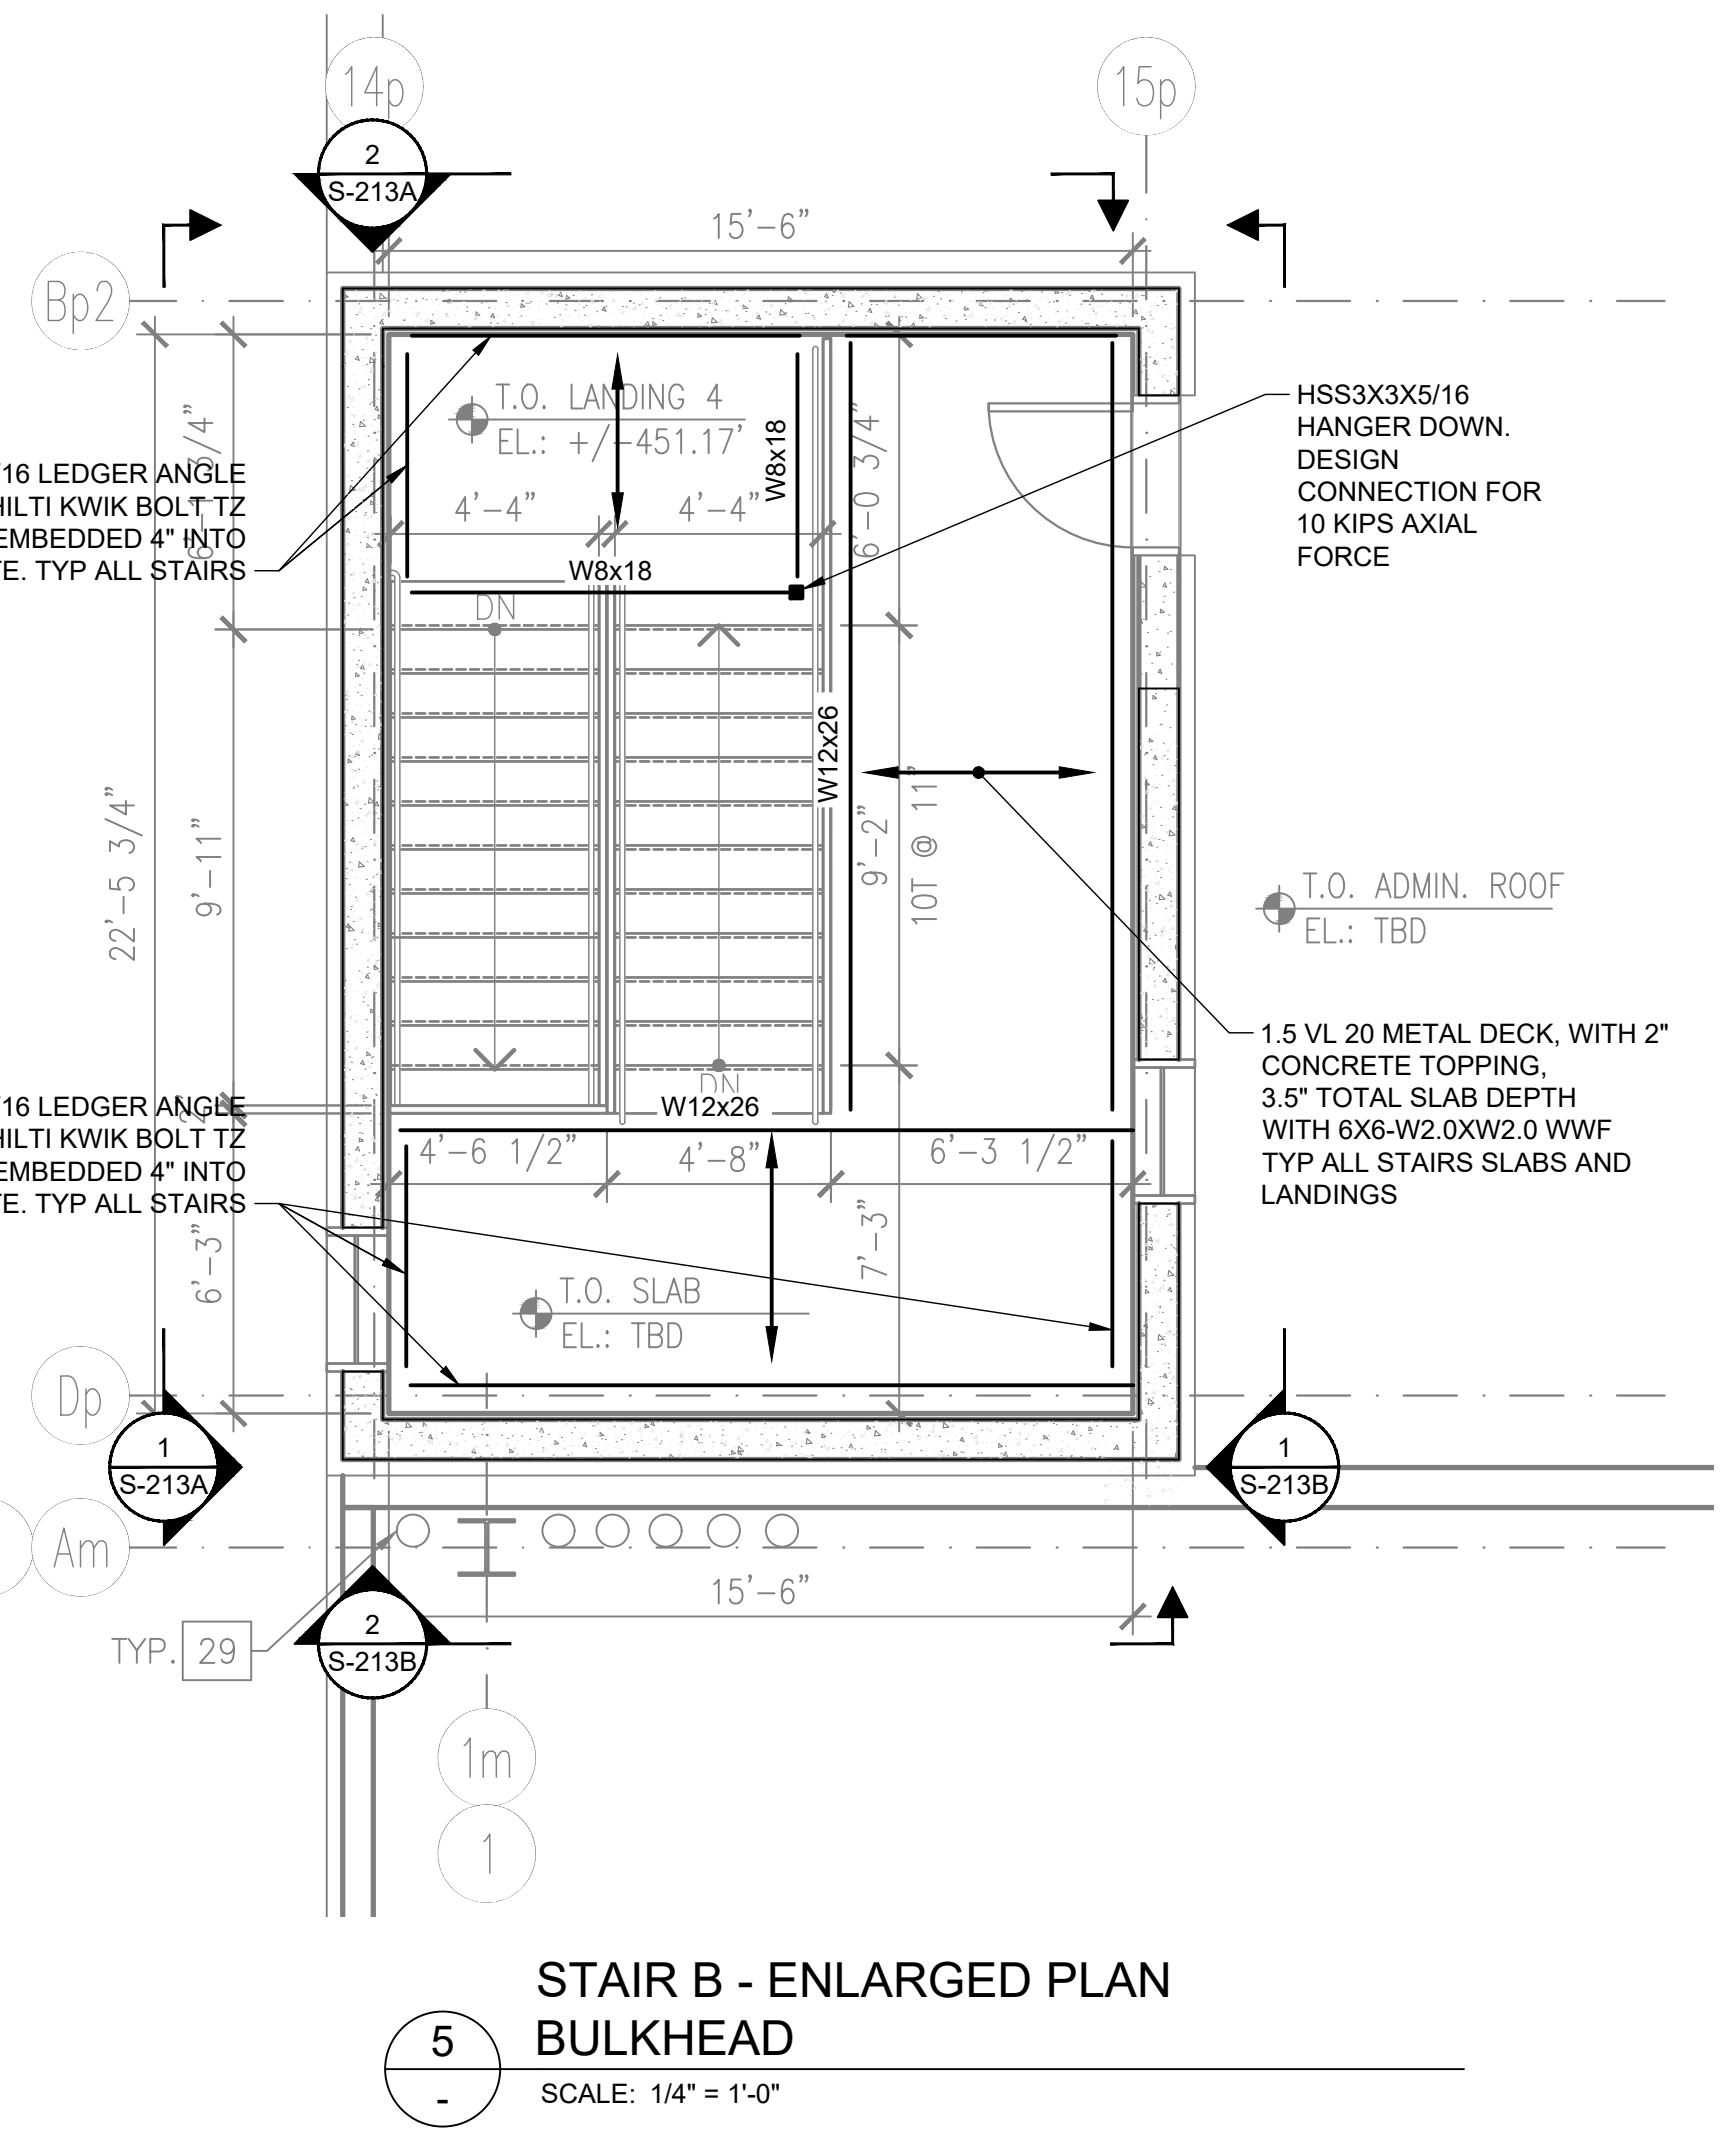 14p
15p
2
S-213A
15'-6"
Bp2
T.O. LANDING 4
EL.: +/-451.17'
W8x18
6'-1 3/4"
6'-0 3/4"
4'-4"
4'-4"
HSS3X3X5/16
HANGER DOWN.
DESIGN
CONNECTION FOR
10 KIPS AXIAL
FORCE
/16 LEDGER ANGLE
HILTI KWIK BOLT TZ
EMBEDDED 4" INTO
TE. TYP ALL STAIRS
W8x18
DN
W12x26
22'-5 3/4"
9'-11"
9'-2"
10T @ 11"
T.O. ADMIN. ROOF
EL.: TBD
1.5 VL 20 METAL DECK, WITH 2"
CONCRETE TOPPING,
3.5" TOTAL SLAB DEPTH
WITH 6X6-W2.0XW2.0 WWF
TYP ALL STAIRS SLABS AND
LANDINGS
DN
W12x26
/16 LEDGER ANGLE
HILTI KWIK BOLT TZ
EMBEDDED 4" INTO
TE. TYP ALL STAIRS
2"
4'-6 1/2"
4'-8"
6'-3 1/2"
6'-3"
7'-3"
T.O. SLAB
EL.: TBD
Dp
1
S-213A
1
S-213B
Am
15'-6"
TYP. 29
2
S-213B
1m
1
STAIR B - ENLARGED PLAN
BULKHEAD
5
-
SCALE: 1/4" = 1'-0"